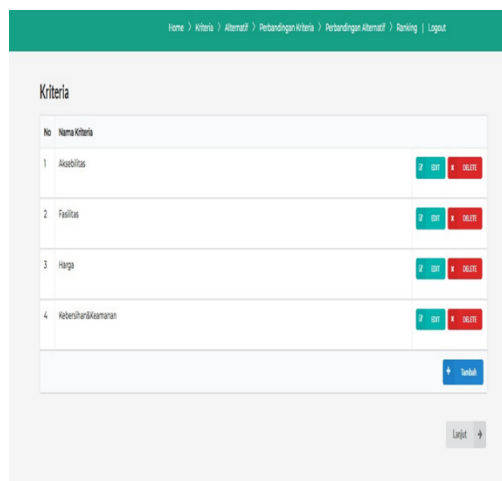 Home > Kriteria > Alternatif > Perbandingan Kriteria > Perbandingan Alternatif > Ranking | Logout
Kriteria
No Nama Kriteria
1 Aksebilitas EDIT DELETE
2 Fasilitas EDIT DELETE
3 Harga EDIT DELETE
4 Kebersihan&Keamanan EDIT DELETE
+ Tambah
Lanjut →